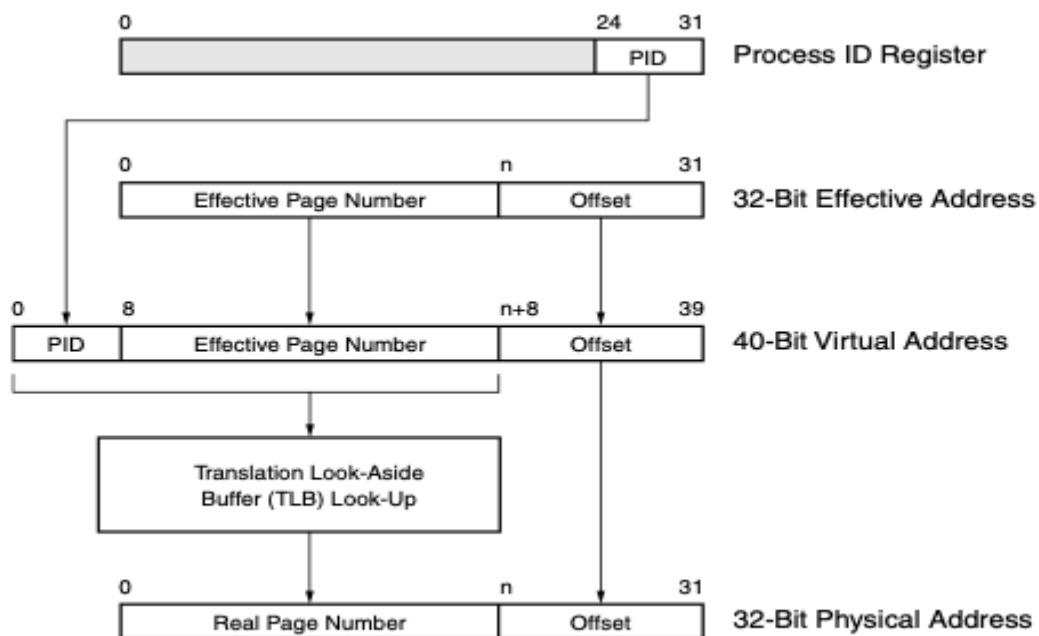 0 24 31
PID Process ID Register
0 n 31
Effective Page Number Offset 32-Bit Effective Address
0 8 n+8 39
PID Effective Page Number Offset 40-Bit Virtual Address
Translation Look-Aside
Buffer (TLB) Look-Up
0 n 31
Real Page Number Offset 32-Bit Physical Address